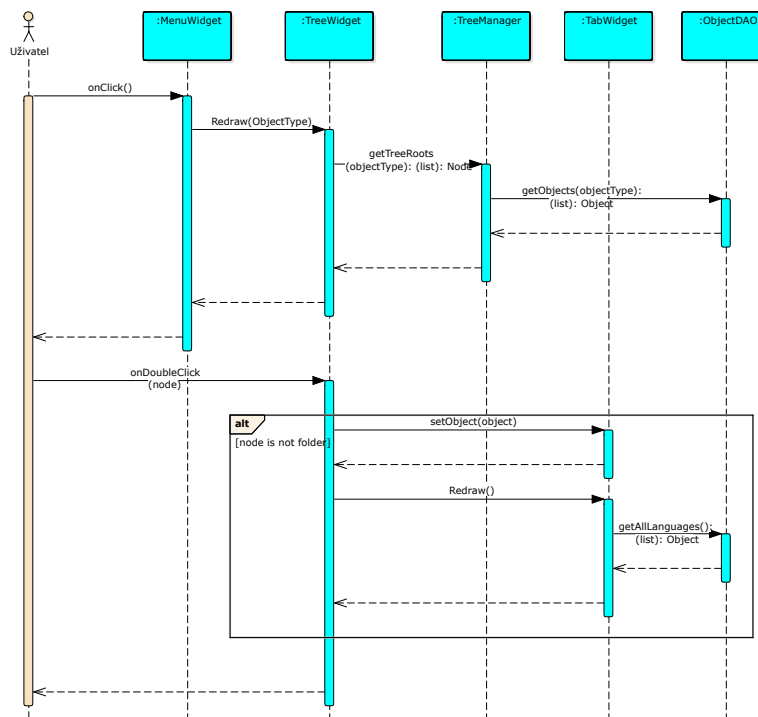 :MenuWidget
:TreeWidget
:TreeManager
:TabWidget
:ObjectDAO
Uživatel
onClick()
Redraw(ObjectType)
getTreeRoots
(objectType): (list): Node
getObjects(objectType):
(list): Object
onDoubleClick
(node)
alt
[node is not folder]
setObject(object)
Redraw()
getAllLanguages():
(list): Object